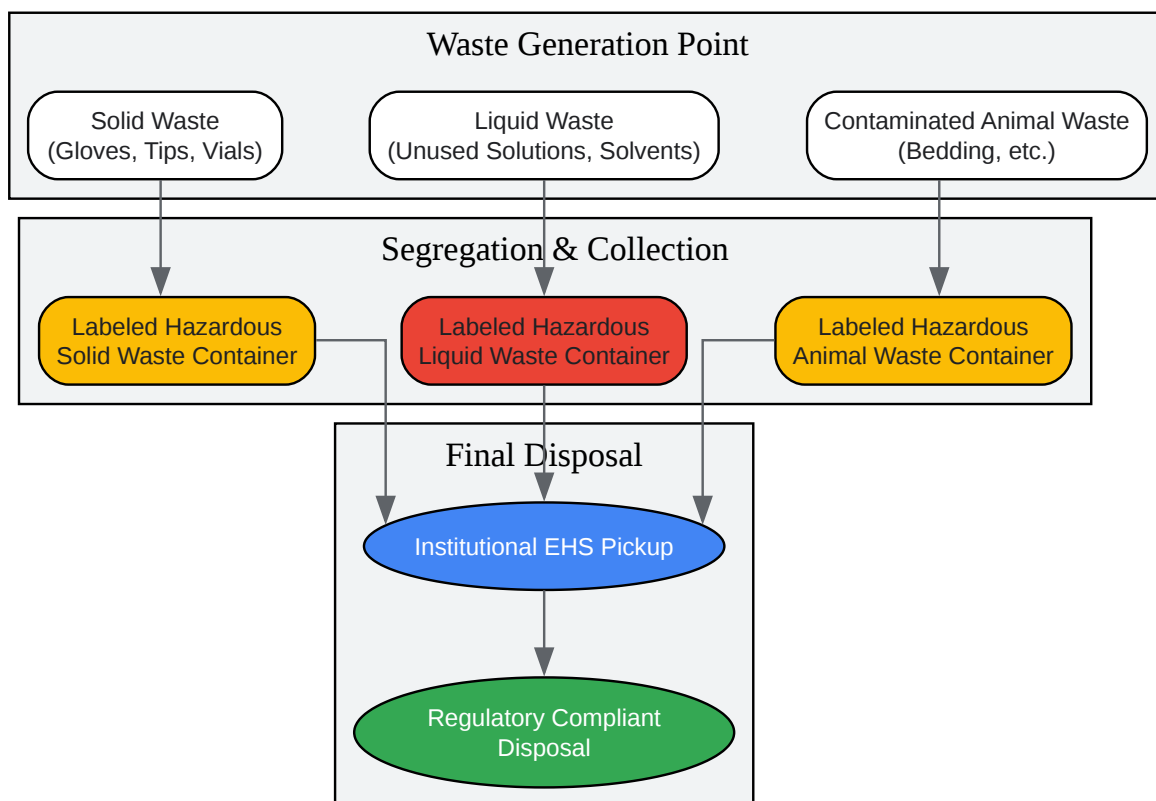 Waste Generation Point
Solid Waste
(Gloves, Tips, Vials)
Liquid Waste
(Unused Solutions, Solvents)
Contaminated Animal Waste
(Bedding, etc.)
Segregation & Collection
Labeled Hazardous
Solid Waste Container
Labeled Hazardous
Liquid Waste Container
Labeled Hazardous
Animal Waste Container
Final Disposal
Institutional EHS Pickup
Regulatory Compliant
Disposal